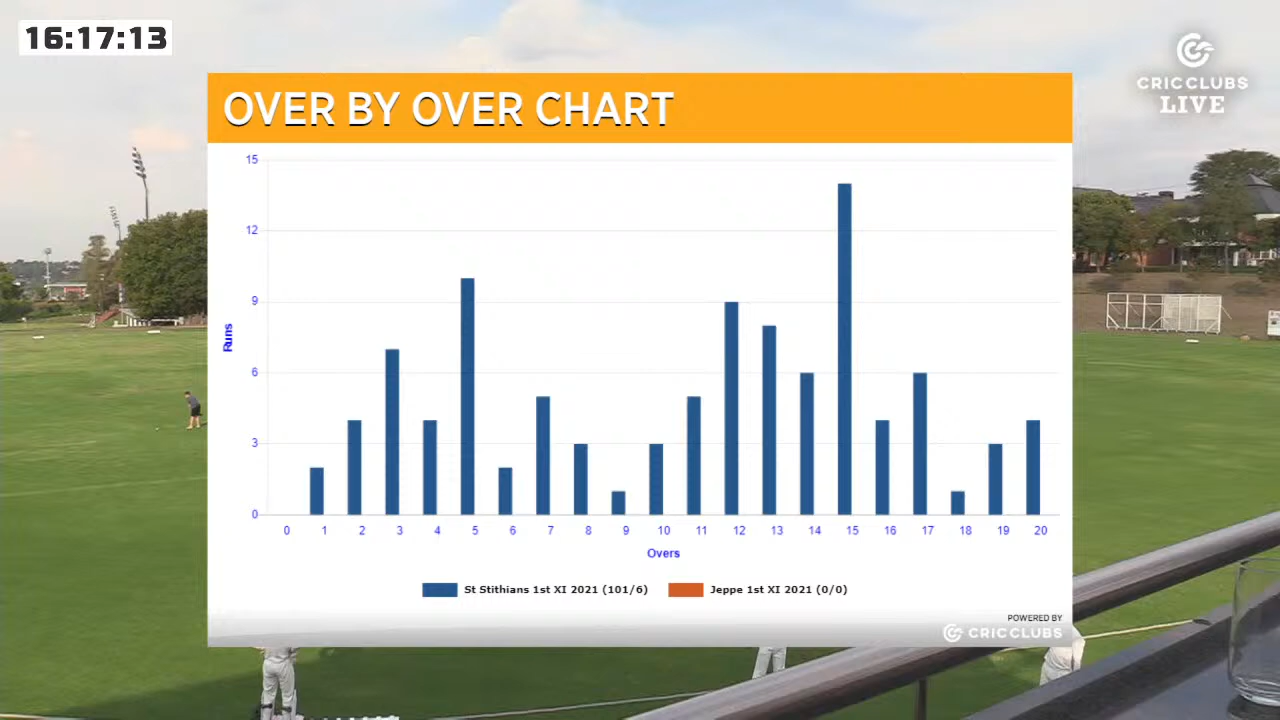 16:17:13
CRICCLUBS
LIVE
OVER BY OVER CHART
15
12
9
6
3
0
Runs
0 1 2 3 4 5 6 7 8 9 10 11 12 13 14 15 16 17 18 19 20
Overs
St Stithians 1st XI 2021 (101/6) Jeppe 1st XI 2021 (0/0)
POWERED BY
CRICCLUBS